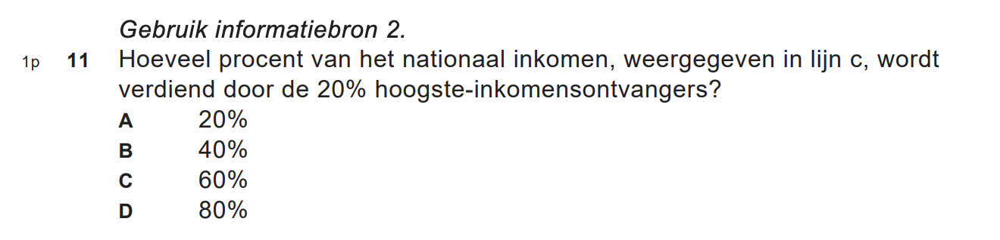 Gebruik informatiebron 2.
1p 11 Hoeveel procent van het nationaal inkomen, weergegeven in lijn c, wordt
verdiend door de 20% hoogste-inkomensontvangers?
A 20%
B 40%
C 60%
D 80%